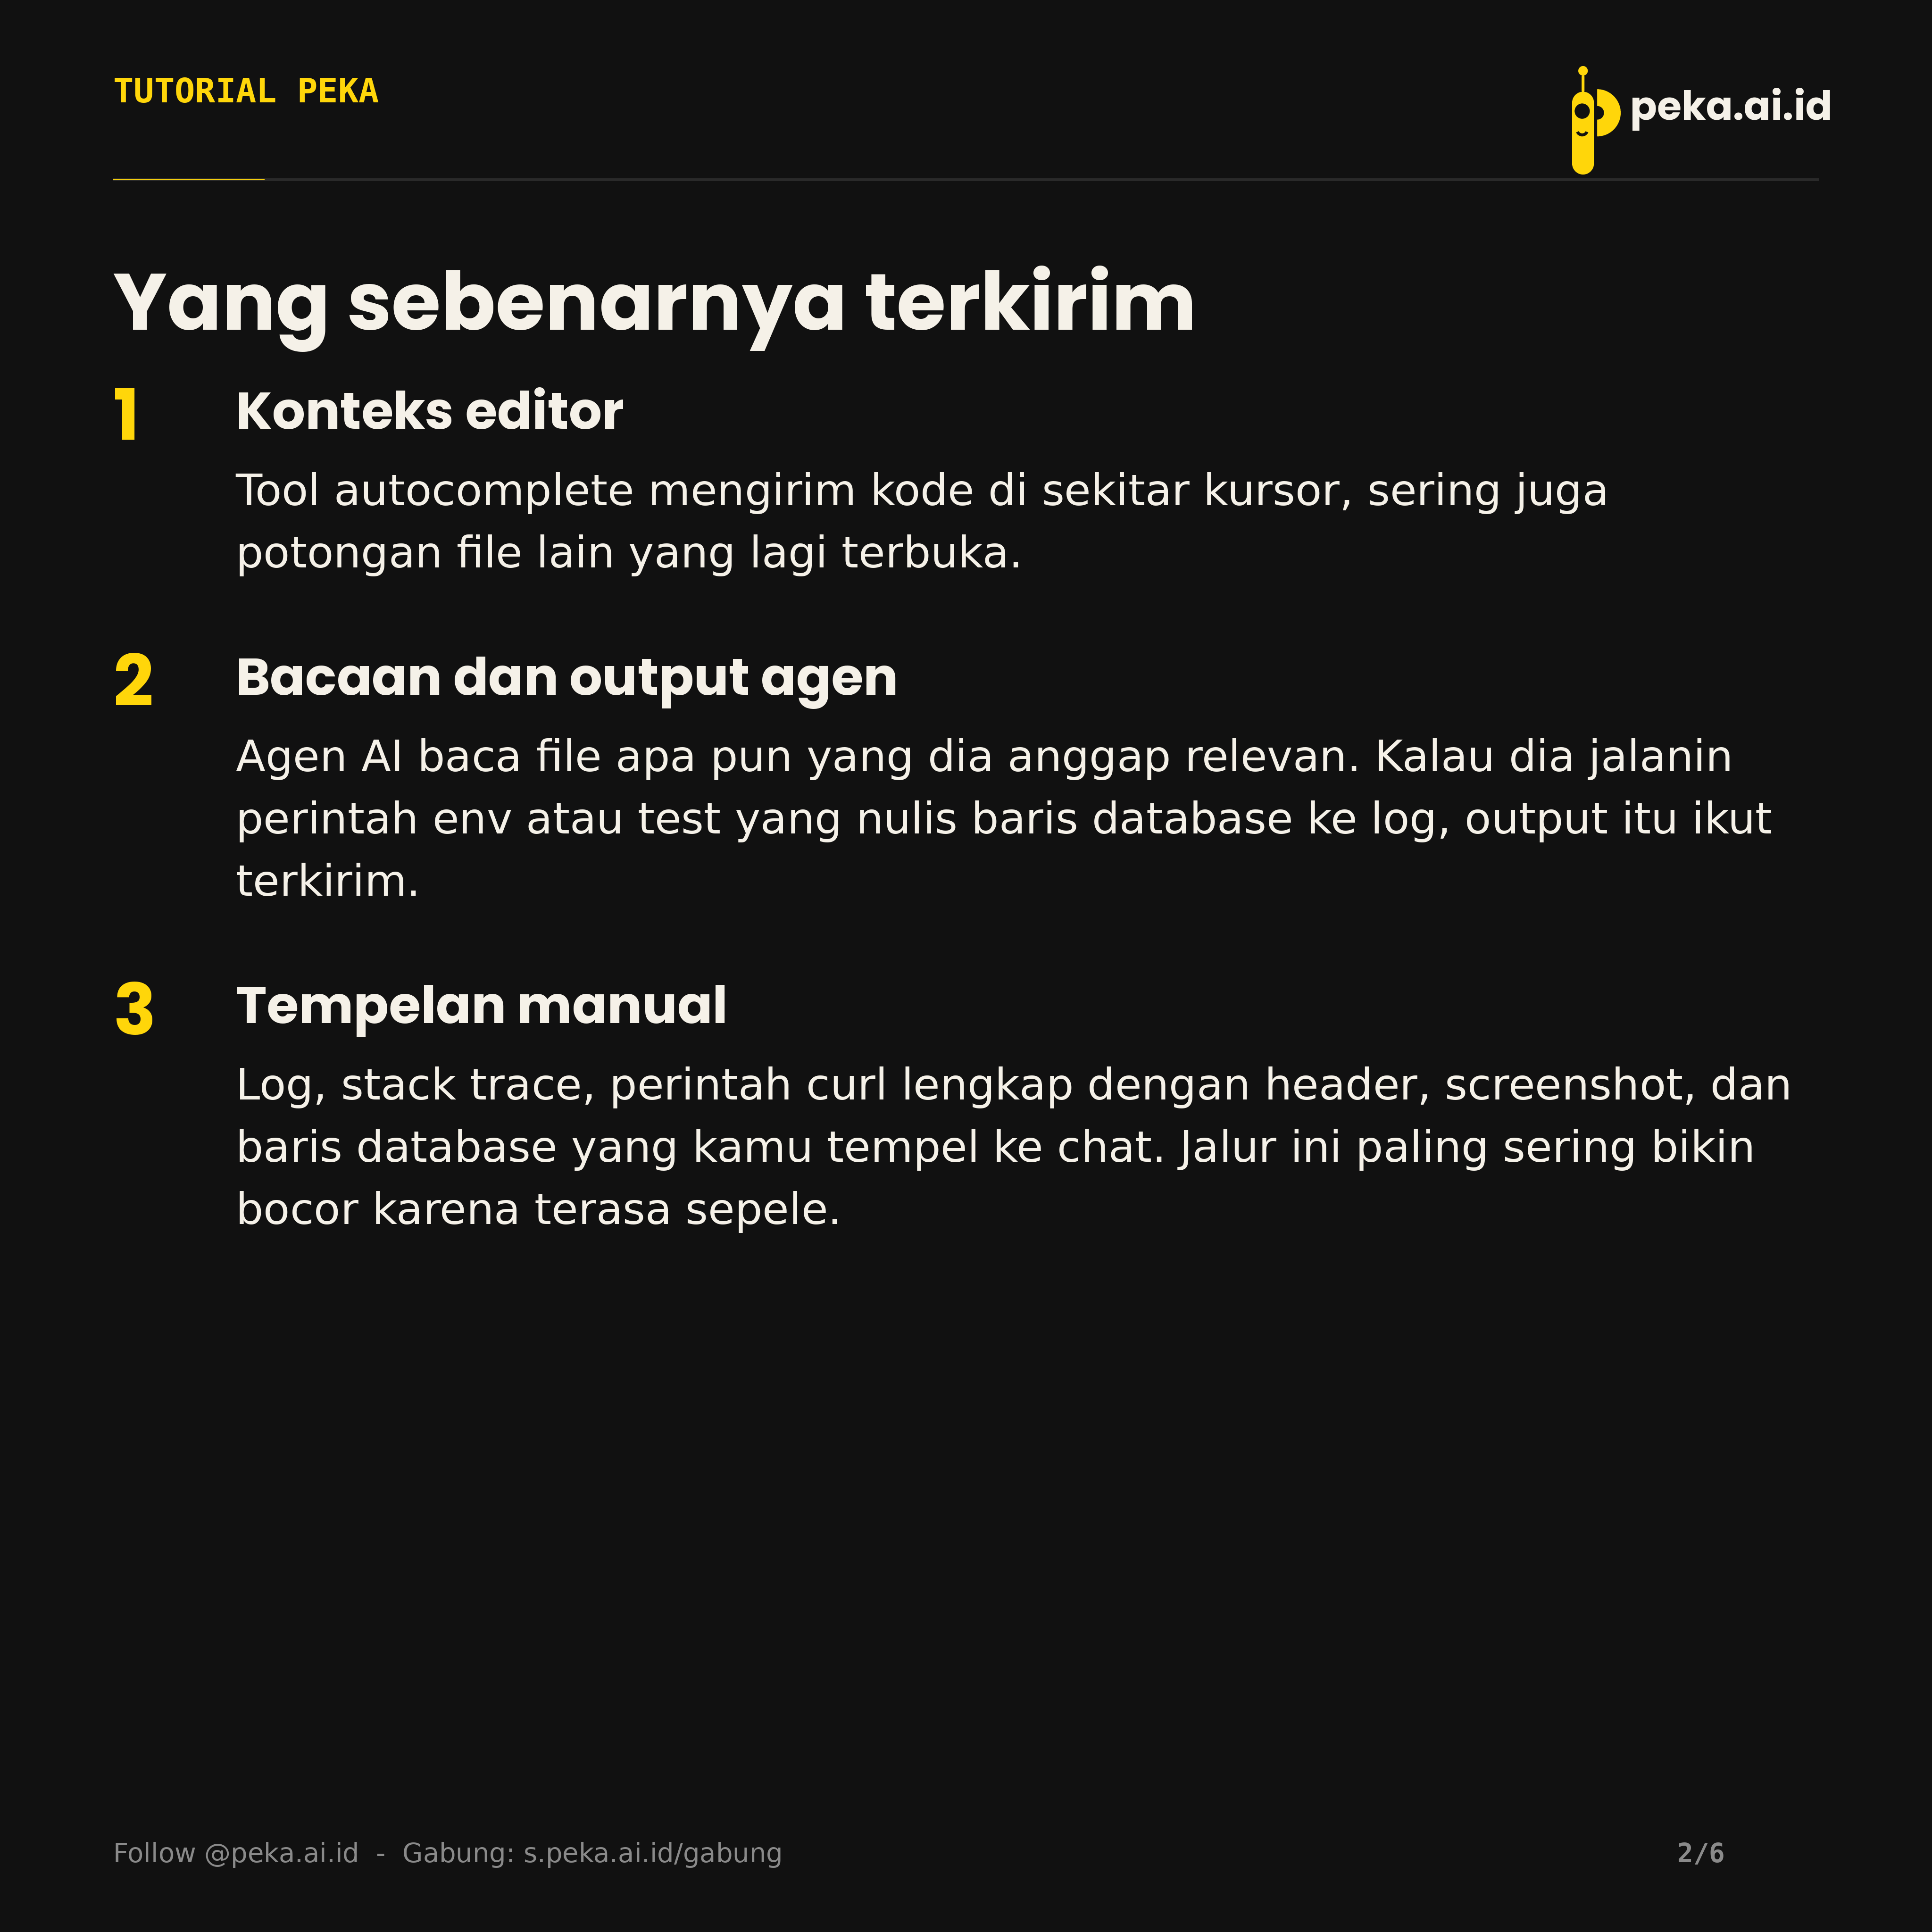 TUTORIAL PEKA
peka.ai.id
Yang sebenarnya terkirim
1
Konteks editor
Tool autocomplete mengirim kode di sekitar kursor, sering juga
potongan file lain yang lagi terbuka.
2
Bacaan dan output agen
Agen AI baca file apa pun yang dia anggap relevan. Kalau dia jalanin
perintah env atau test yang nulis baris database ke log, output itu ikut
terkirim.
3
Tempelan manual
Log, stack trace, perintah curl lengkap dengan header, screenshot, dan
baris database yang kamu tempel ke chat. Jalur ini paling sering bikin
bocor karena terasa sepele.
Follow @peka.ai.id - Gabung: s.peka.ai.id/gabung
2/6